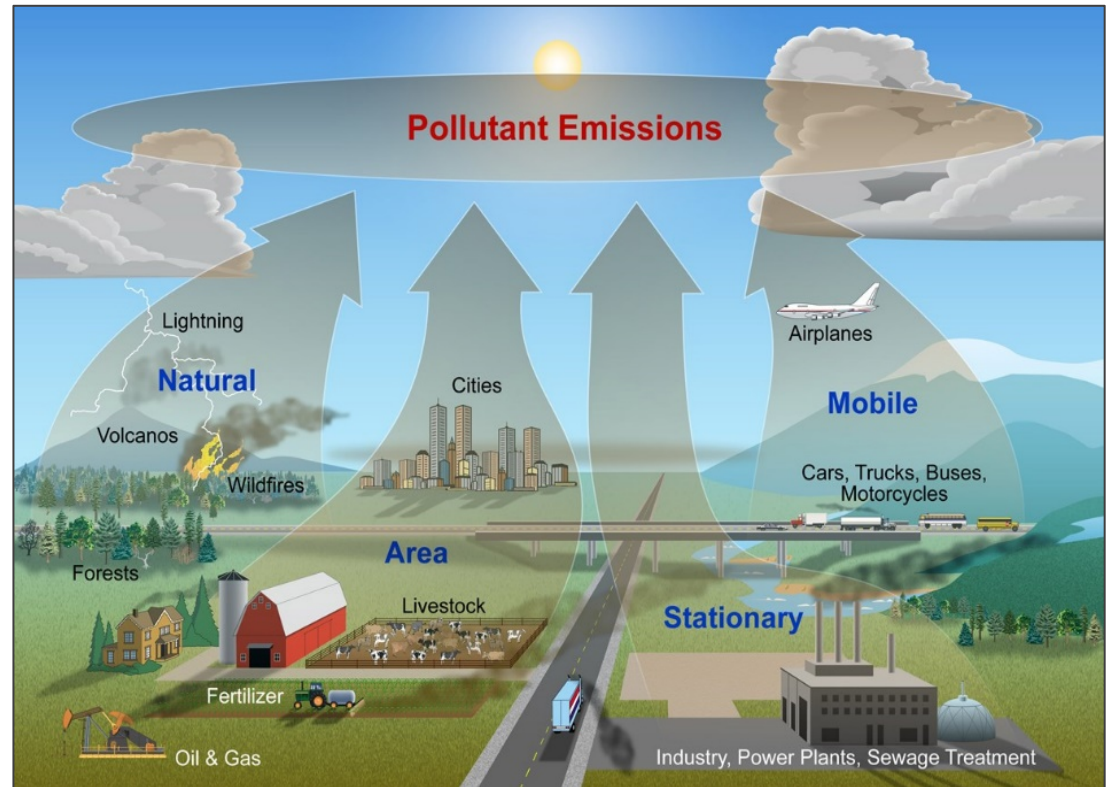 Pollutant Emissions
Lightning
Natural
Volcanos
Wildfires
Forests
Cities
Airplanes
Mobile
Cars, Trucks, Buses,
Motorcycles
Area
Livestock
Fertilizer
Oil & Gas
Stationary
Industry, Power Plants, Sewage Treatment